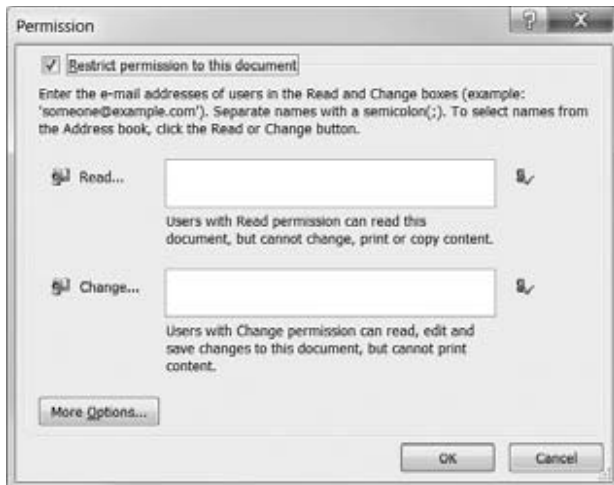 Permission
Restrict permission to this document
Enter the e-mail addresses of users in the Read and Change boxes (example:
'someone@example.com'). Separate names with a semicolon(;). To select names from
the Address book, click the Read or Change button.
Read...
Users with Read permission can read this
document, but cannot change, print or copy content.
Change...
Users with Change permission can read, edit and
save changes to this document, but cannot print
content.
More Options...
OK Cancel